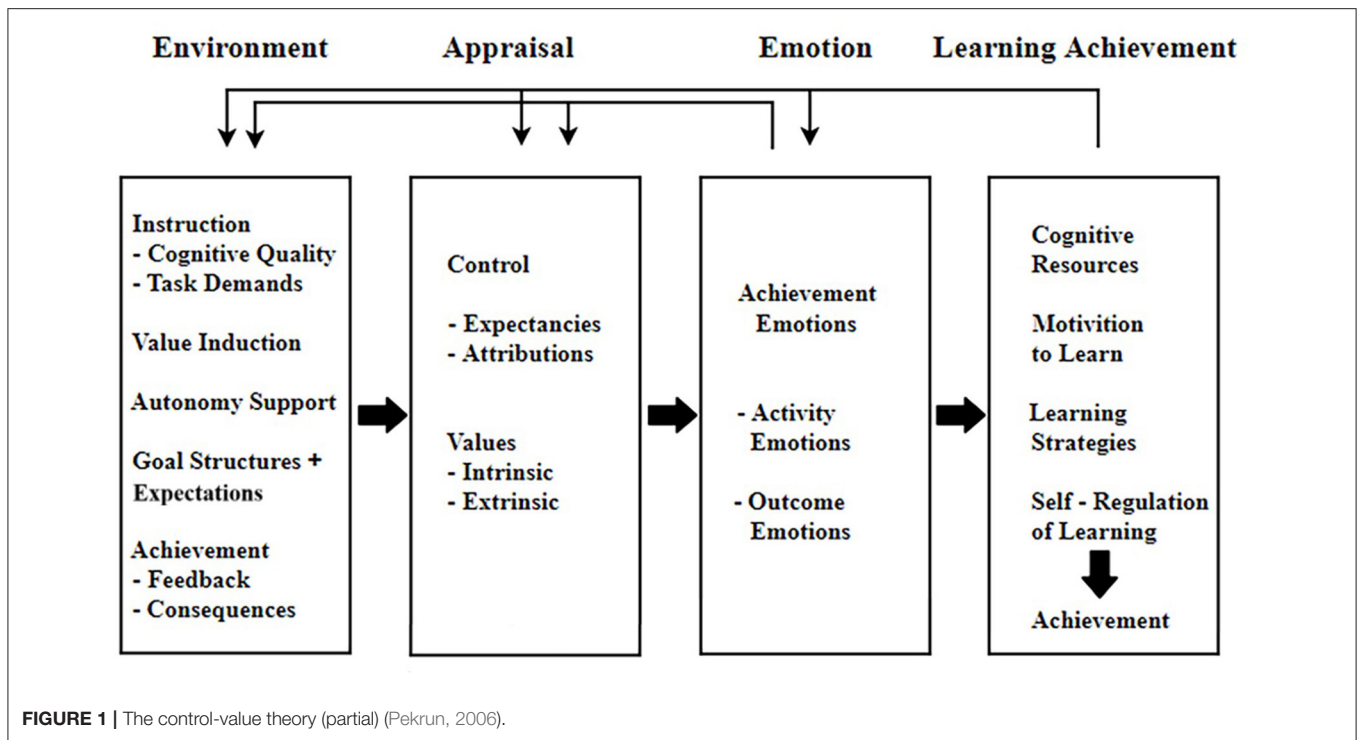 Environment
Appraisal
Emotion
Learning Achievement
Instruction
- Cognitive Quality
- Task Demands
Value Induction
Autonomy Support
Goal Structures +
Expectations
Achievement
- Feedback
- Consequences
Control
- Expectancies
- Attributions
Values
- Intrinsic
- Extrinsic
Achievement
Emotions
- Activity
Emotions
- Outcome
Emotions
Cognitive
Resources
Motivition
to Learn
Learning
Strategies
Self - Regulation
of Learning
Achievement
FIGURE 1 | The control-value theory (partial) (Pekrun, 2006).